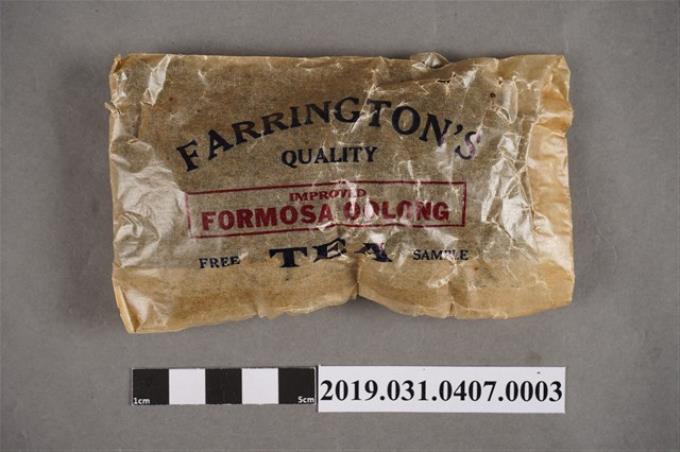 FARRINGTON'S
QUALITY
IMPROVED
FORMOSA OOLONG
FREE TEA SAMPLE
1cm 5cm
2019.031.0407.0003